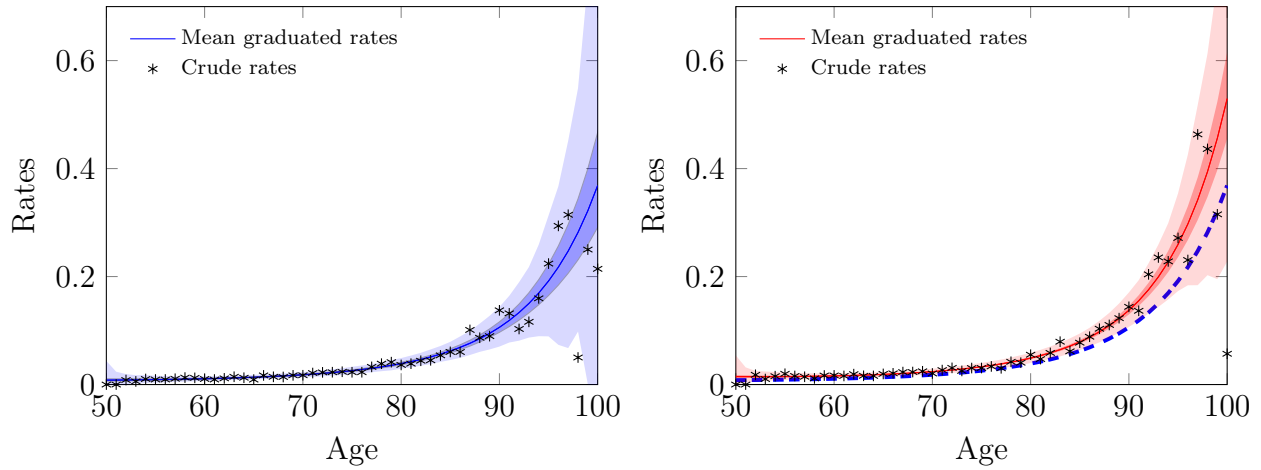 Mean graduated rates
Crude rates
0.6
0.4
0.2
0
50 60 70 80 90 100
Rates
Age
Mean graduated rates
Crude rates
0.6
0.4
0.2
0
50 60 70 80 90 100
Rates
Age